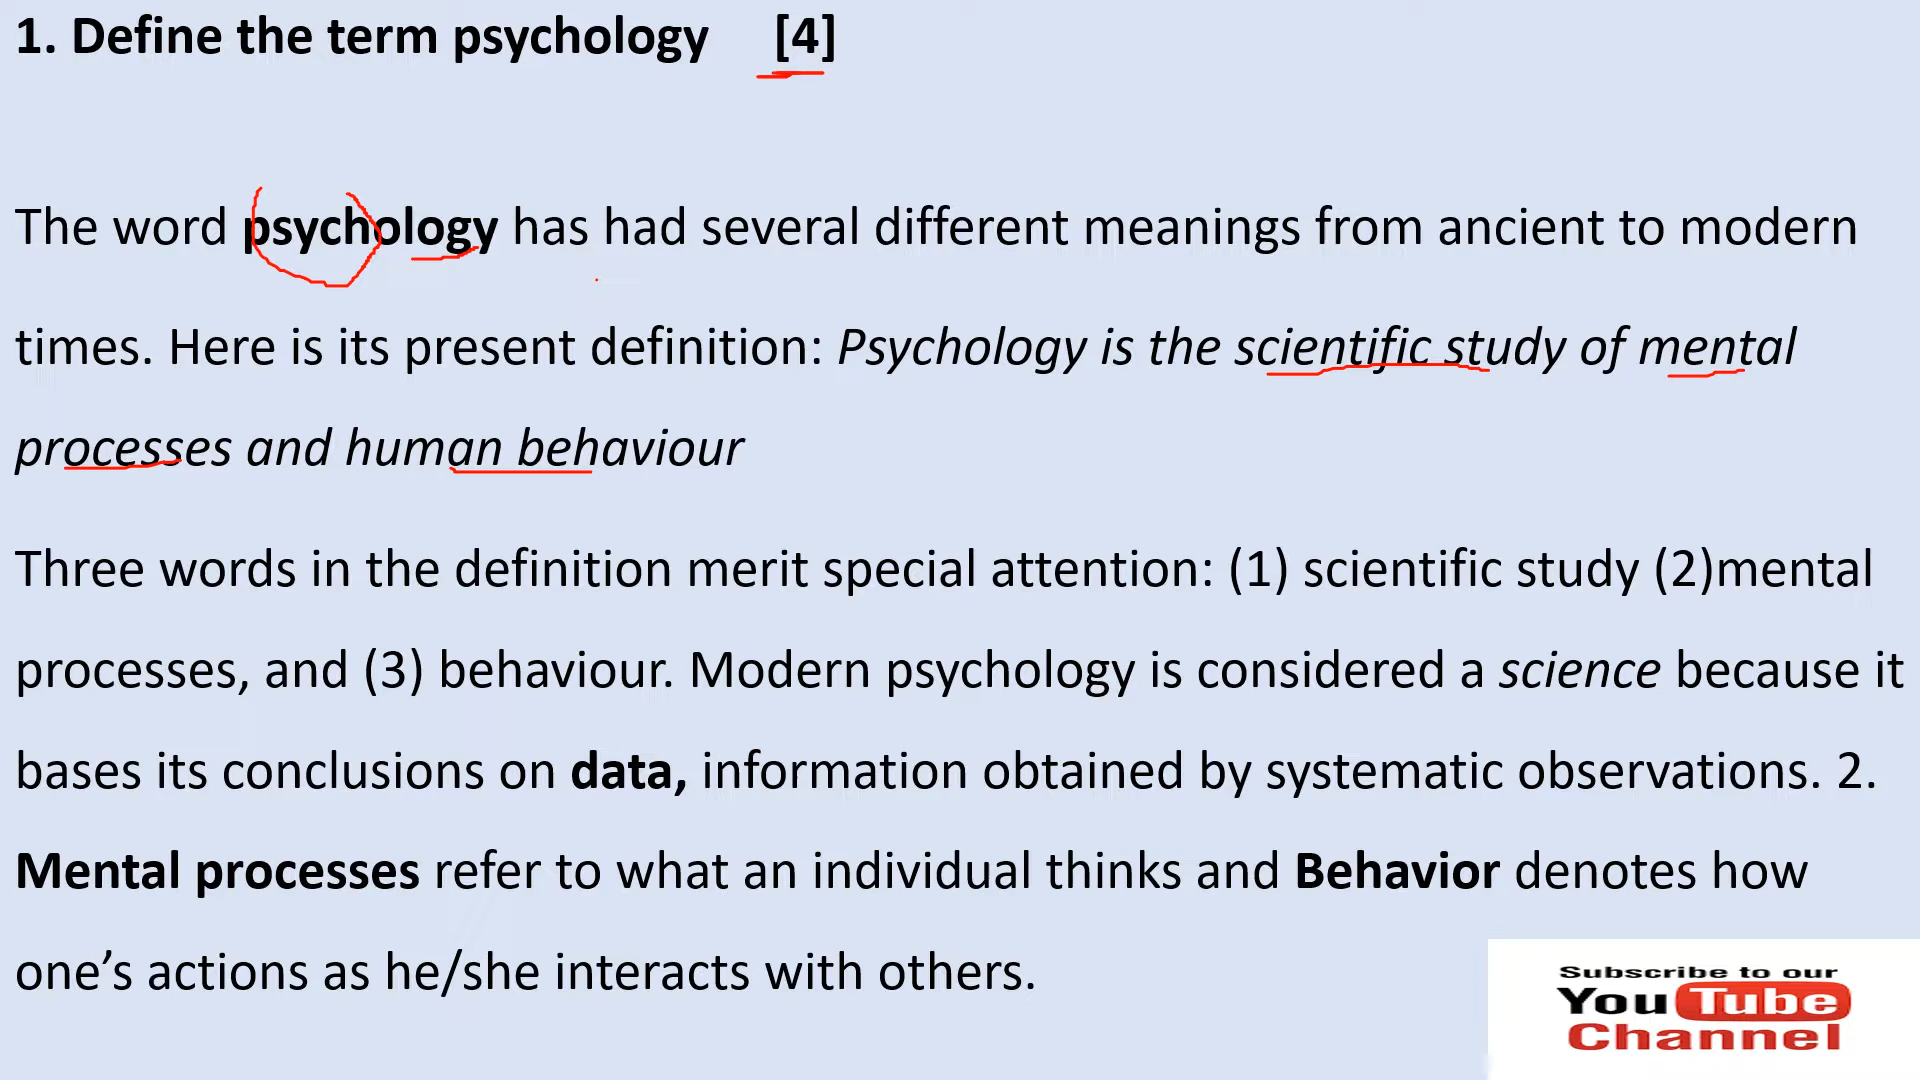 1. Define the term psychology [4]
The word psychology has had several different meanings from ancient to modern
times. Here is its present definition: Psychology is the scientific study of mental
processes and human behaviour
Three words in the definition merit special attention: (1) scientific study (2)mental
processes, and (3) behaviour. Modern psychology is considered a science because it
bases its conclusions on data, information obtained by systematic observations. 2.
Mental processes refer to what an individual thinks and Behavior denotes how
one’s actions as he/she interacts with others.
Subscribe to our
YouTube
Channel